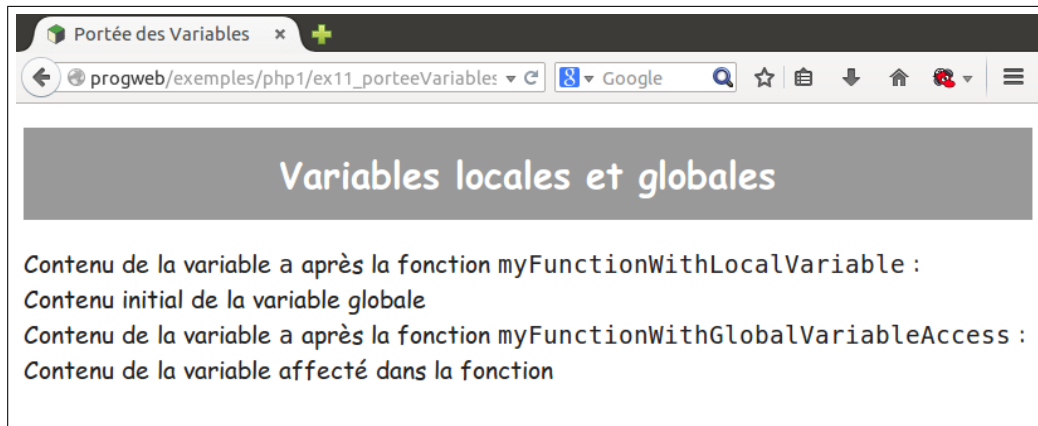 Portée des Variables
progweb/exemples/php1/ex11_porteeVariables
8 Google
Variables locales et globales
Contenu de la variable a après la fonction myFunctionWithLocalVariable :
Contenu initial de la variable globale
Contenu de la variable a après la fonction myFunctionWithGlobalVariableAccess :
Contenu de la variable affecté dans la fonction